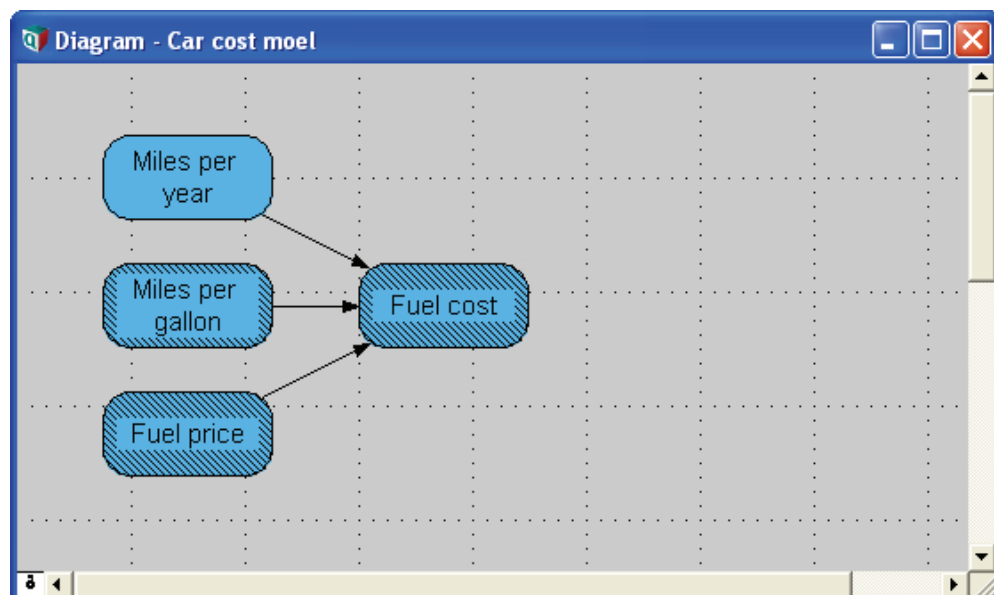 Diagram - Car cost moel
Miles per
year
Miles per
gallon
Fuel cost
Fuel price